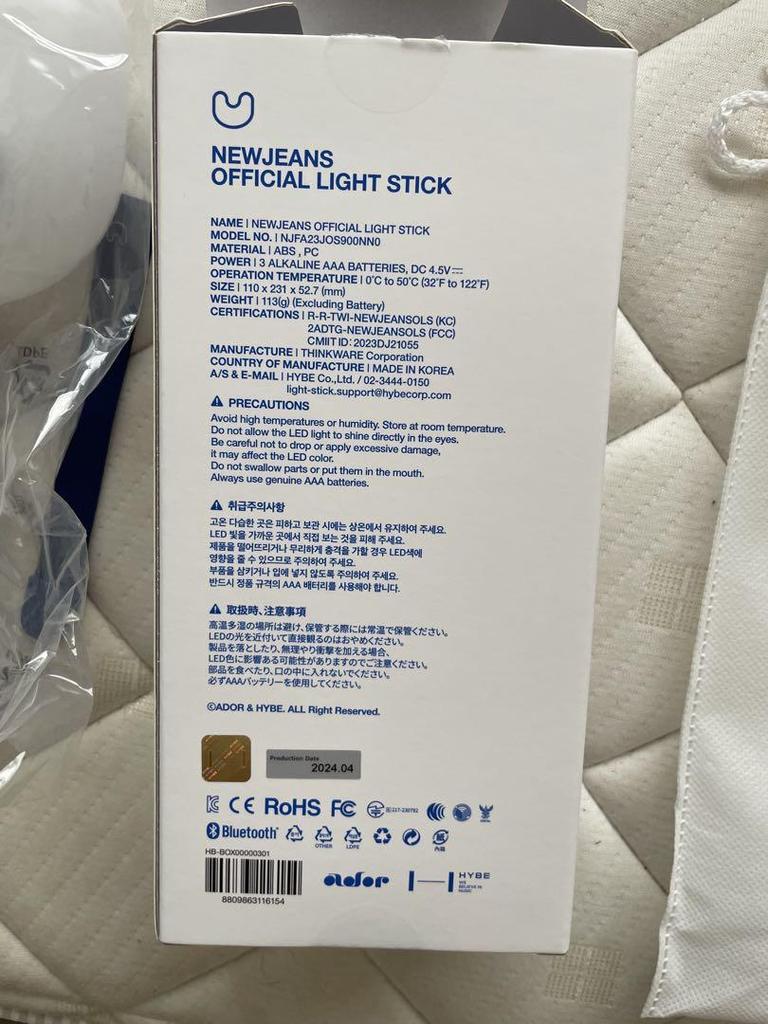 NEWJEANS
OFFICIAL LIGHT STICK
NAME | NEWJEANS OFFICIAL LIGHT STICK
MODEL NO. | NJFA23JOS900NN0
MATERIAL | ABS , PC
POWER | 3 ALKALINE AAA BATTERIES, DC 4.5V⎓
OPERATION TEMPERATURE | 0°C to 50°C (32°F to 122°F)
SIZE | 110 x 231 x 52.7 (mm)
WEIGHT | 113(g) (Excluding Battery)
CERTIFICATIONS | R-R-TWI-NEWJEANSOLS (KC)
2ADTG-NEWJEANSOLS (FCC)
CMIIT ID: 2023DJ21055
MANUFACTURE | THINKWARE Corporation
COUNTRY OF MANUFACTURE | MADE IN KOREA
A/S & E-MAIL | HYBE Co.,Ltd. / 02-3444-0150
light-stick.support@hybecorp.com
⚠ PRECAUTIONS
Avoid high temperatures or humidity. Store at room temperature.
Do not allow the LED light to shine directly in the eyes.
Be careful not to drop or apply excessive damage,
it may affect the LED color.
Do not swallow parts or put them in the mouth.
Always use genuine AAA batteries.
⚠ 취급주의사항
고온 다습한 곳은 피하고 보관 시에는 상온에서 유지하여 주세요.
LED 빛을 가까운 곳에서 직접 보는 것을 피해 주세요.
제품을 떨어뜨리거나 무리하게 충격을 가할 경우 LED색에
영향을 줄 수 있으므로 주의하여 주세요.
부품을 삼키거나 입에 넣지 않도록 주의하여 주세요.
반드시 정품 규격의 AAA 배터리를 사용해야 합니다.
⚠ 取扱時、注意事項
高温多湿の場所は避け、保管する際には常温で保管ください。
LEDの光を近付いて直接観るのはおやめください。
製品を落としたり、無理やり衝撃を加える場合、
LED色に影響ある可能性がありますのでご注意ください。
部品を食べたり、口の中に入れないでください。
必ずAAAバッテリーを使用してください。
©ADOR & HYBE. ALL Right Reserved.
Production Date
2024.04
CE RoHS FC
Bluetooth®
OTHER LDPE 內箱
HB-BOX00000301
8809863116154
ador HYBE
WE
BELIEVE IN
MUSIC
LDPE